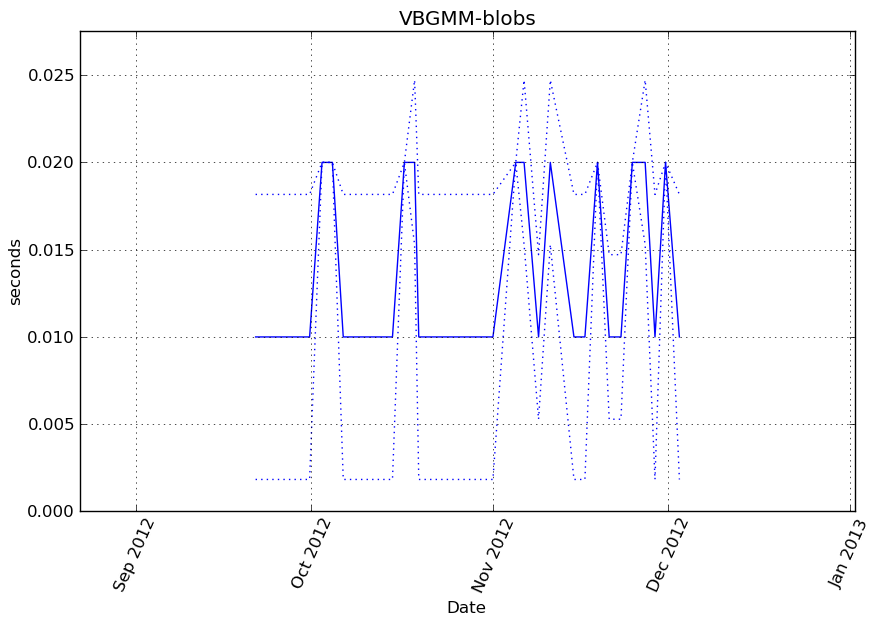 VBGMM-blobs
0.025
0.020
0.015
0.010
0.005
0.000
seconds
Sep 2012
Oct 2012
Nov 2012
Dec 2012
Jan 2013
Date